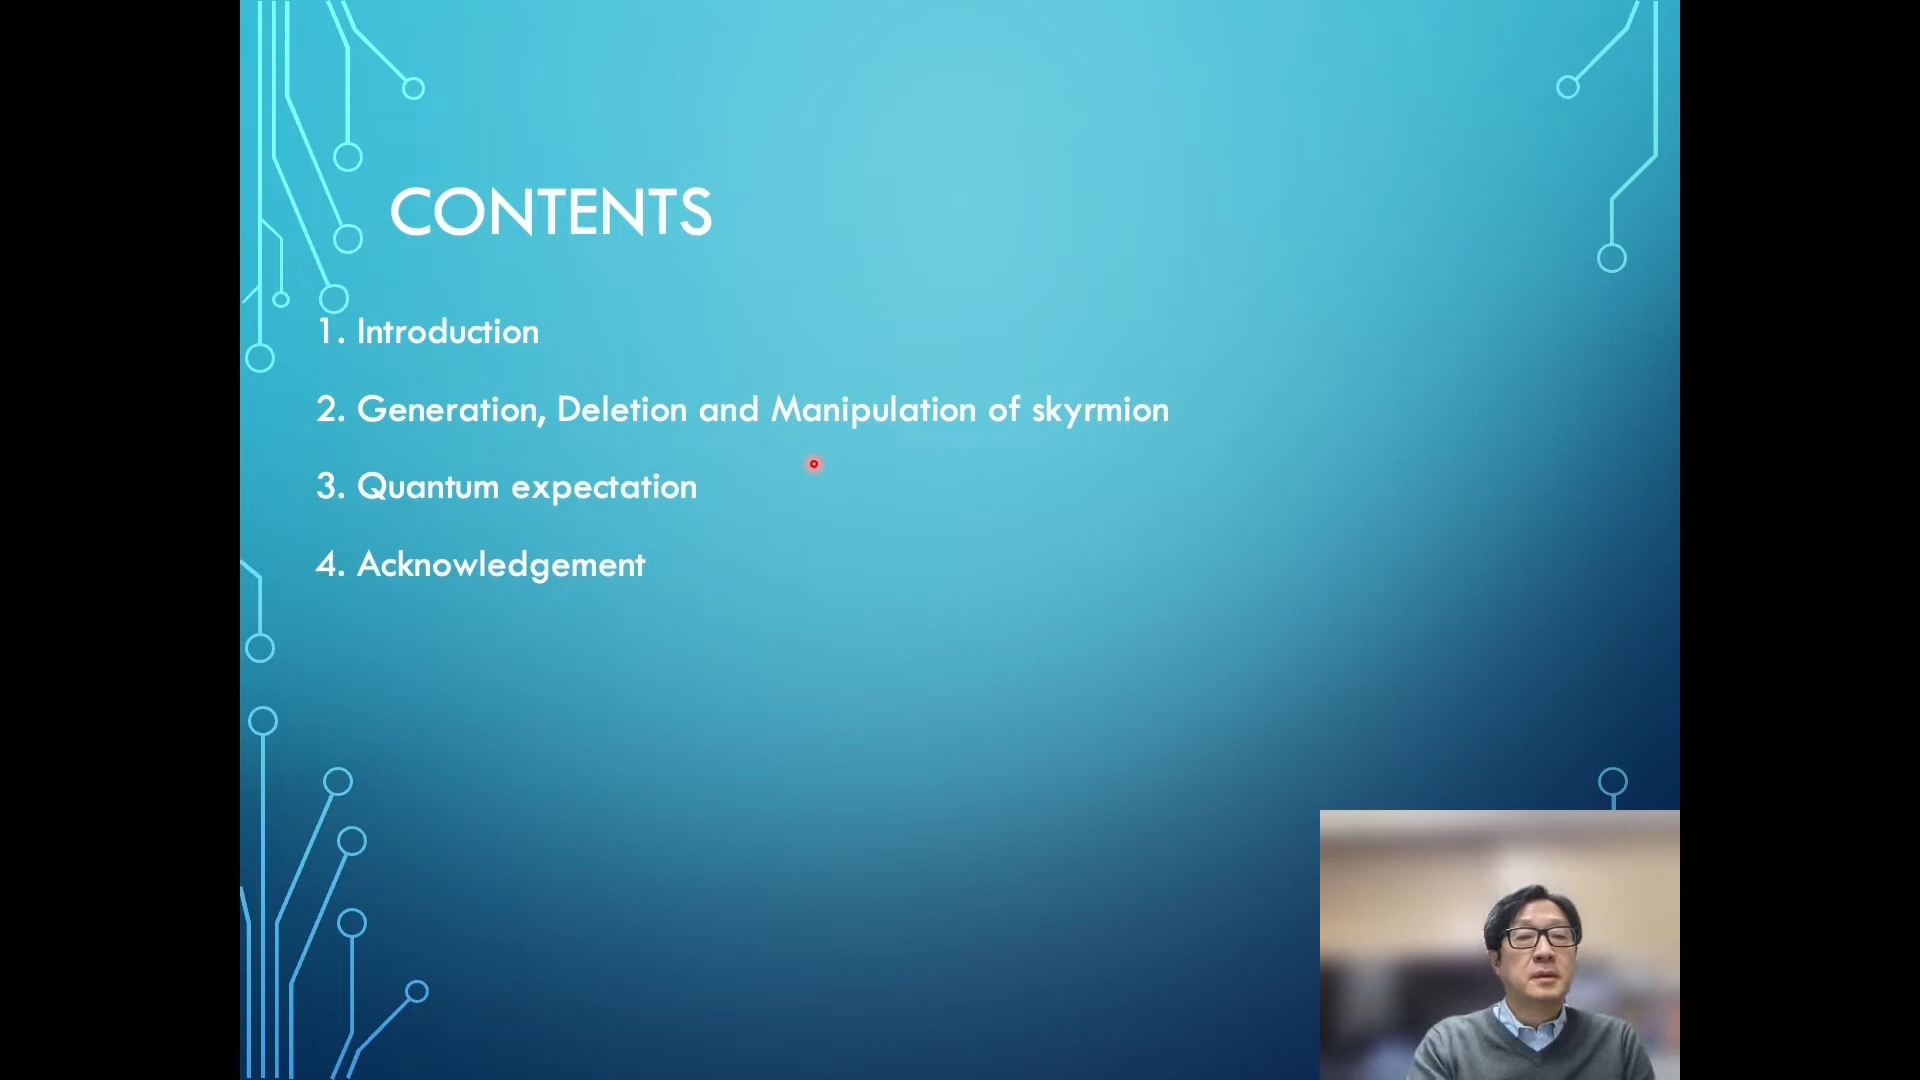 CONTENTS
1. Introduction
2. Generation, Deletion and Manipulation of skyrmion
3. Quantum expectation
4. Acknowledgement